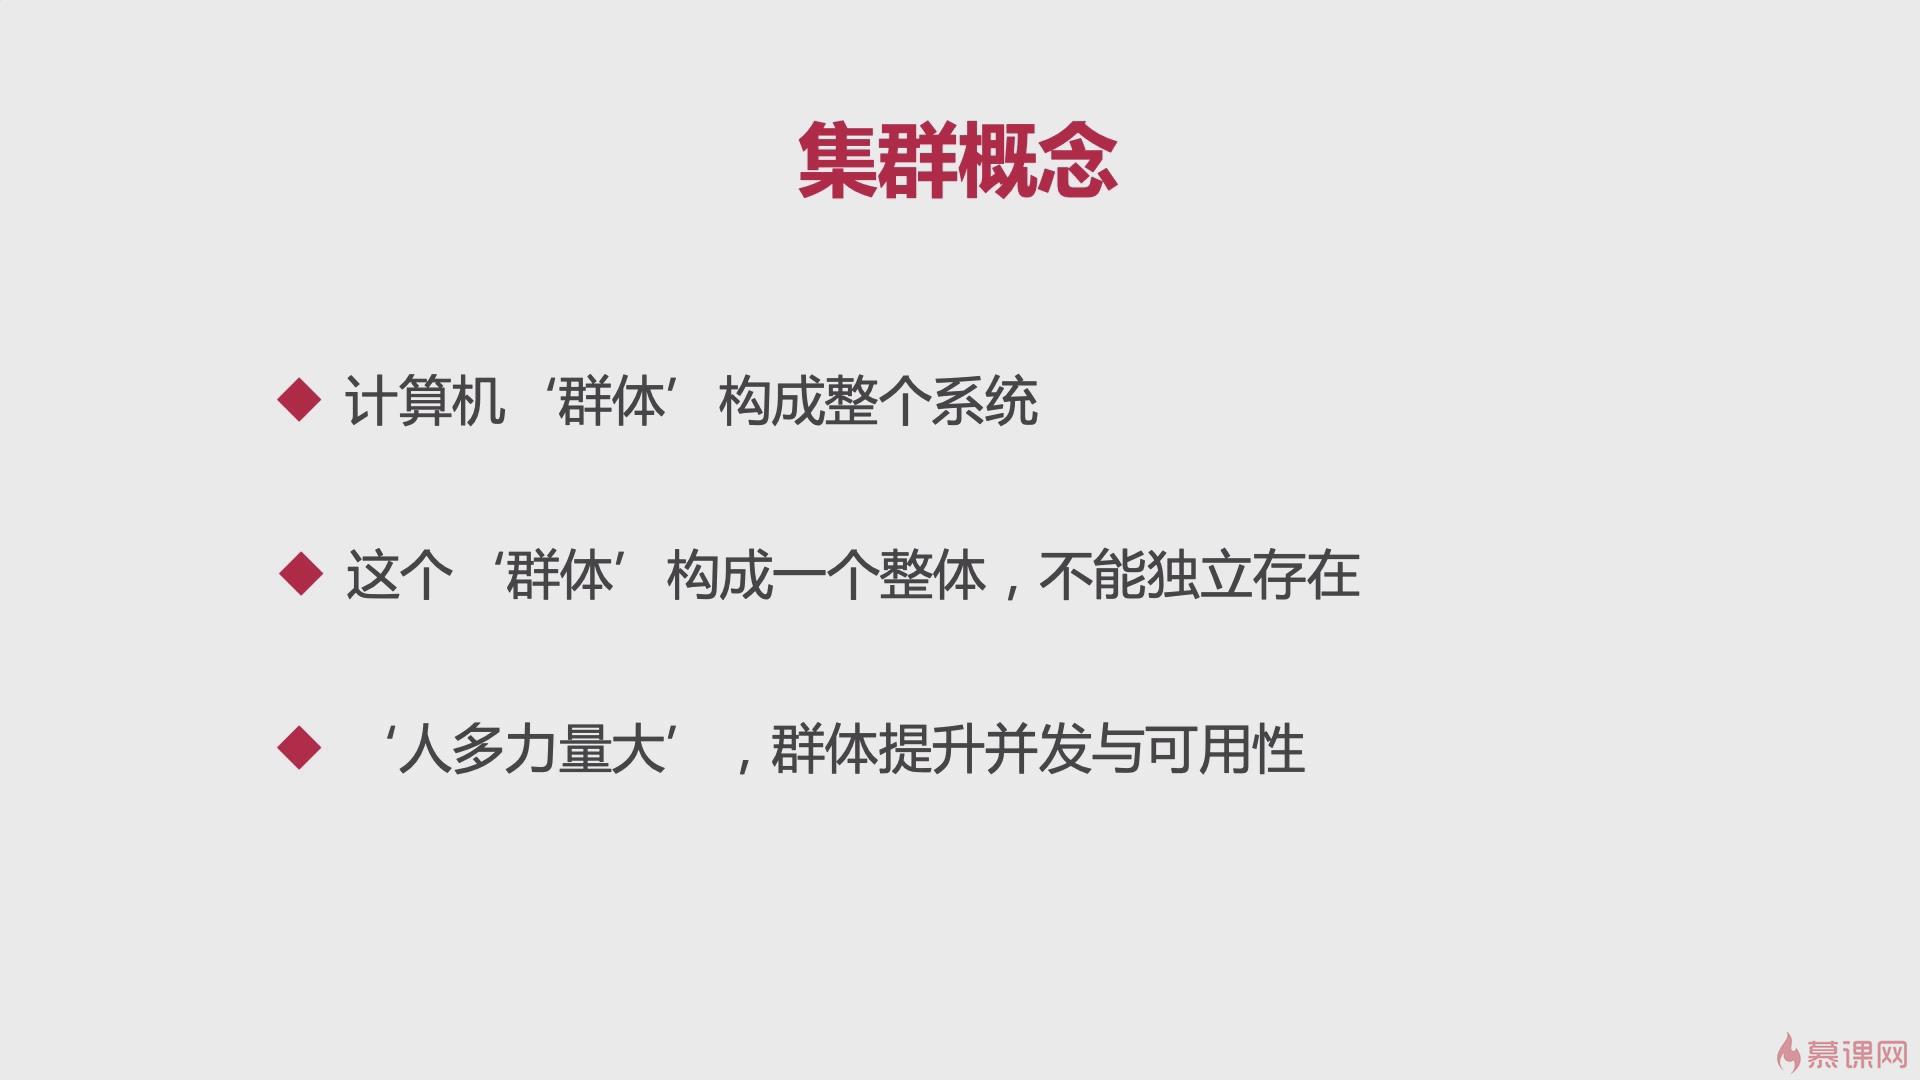 集群概念
◆ 计算机‘群体’构成整个系统
◆ 这个‘群体’构成一个整体，不能独立存在
◆ ‘人多力量大’，群体提升并发与可用性
慕课网